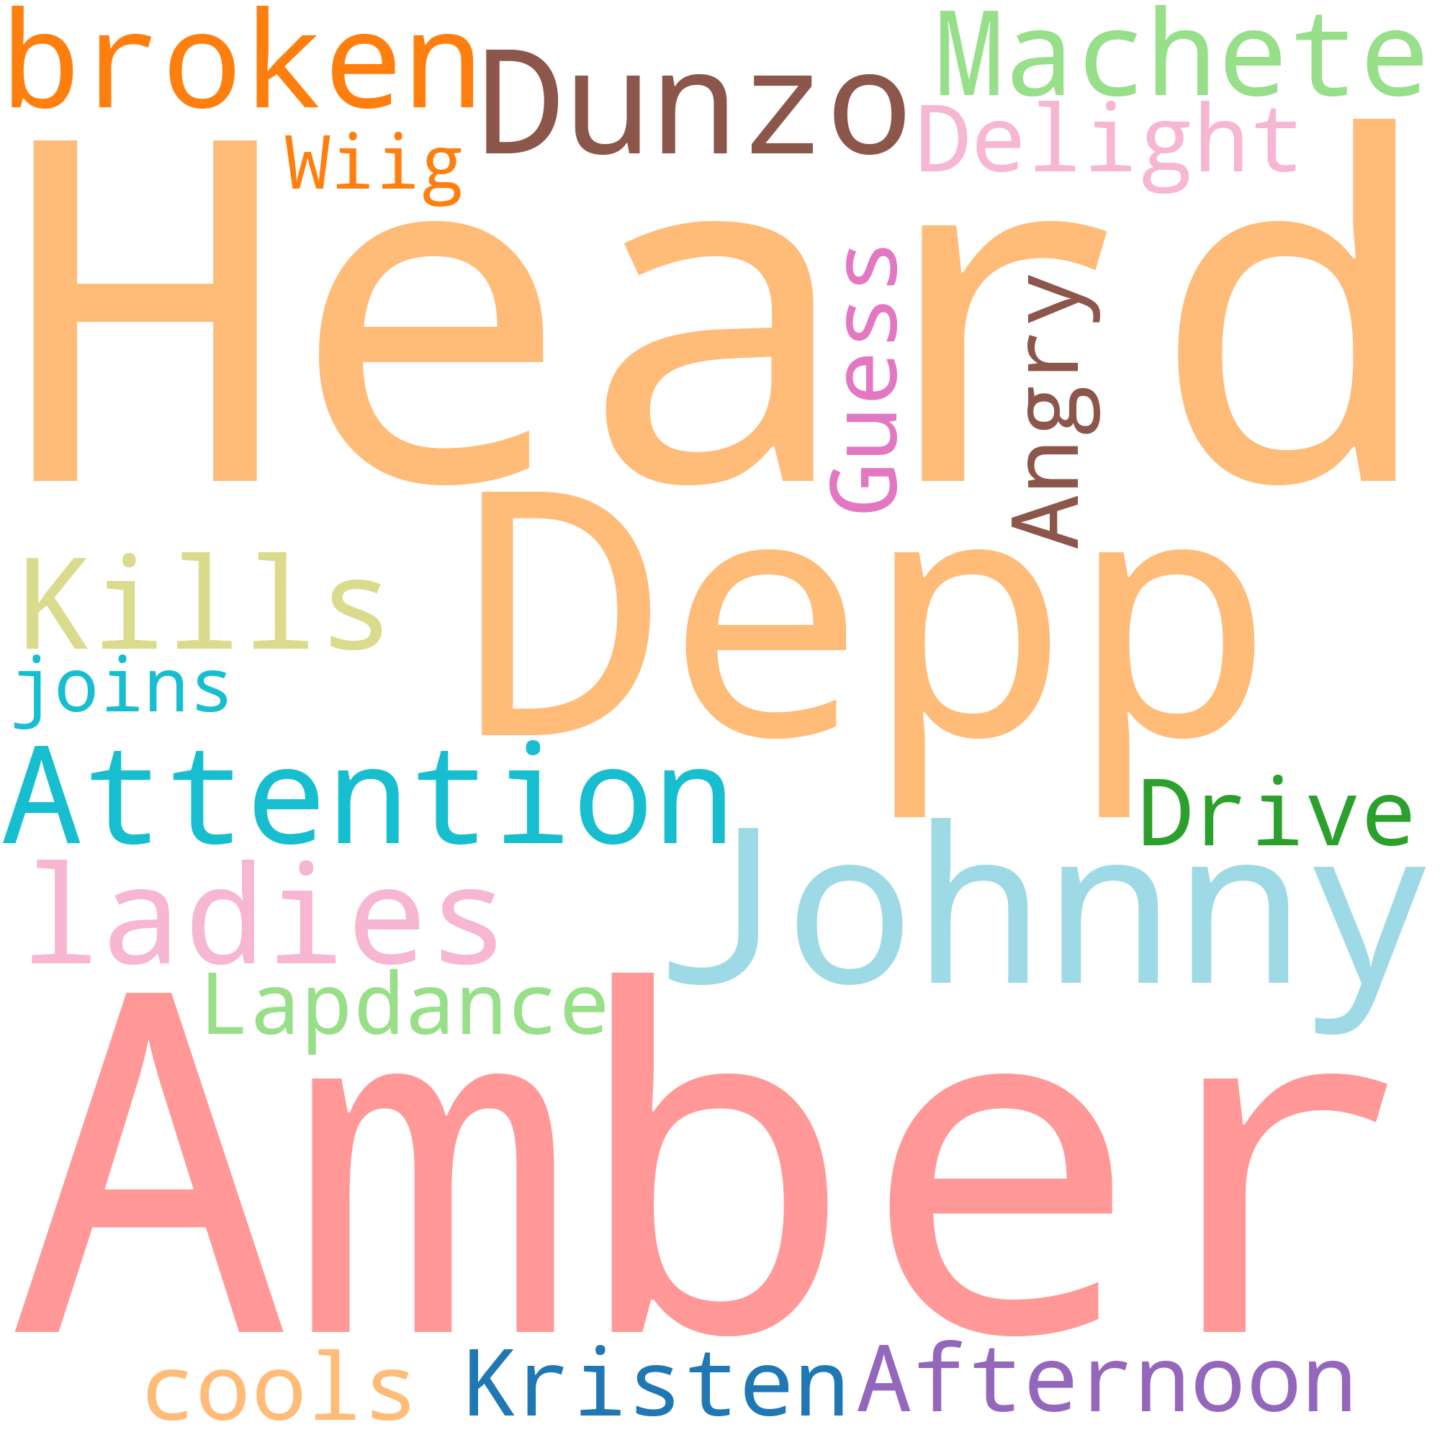 broken
Dunzo
Machete
Wiig
Delight
Heard
Guess
Angry
Depp
Kills
joins
Attention
Drive
Johnny
ladies
Lapdance
Amber
cools
Kristen
Afternoon